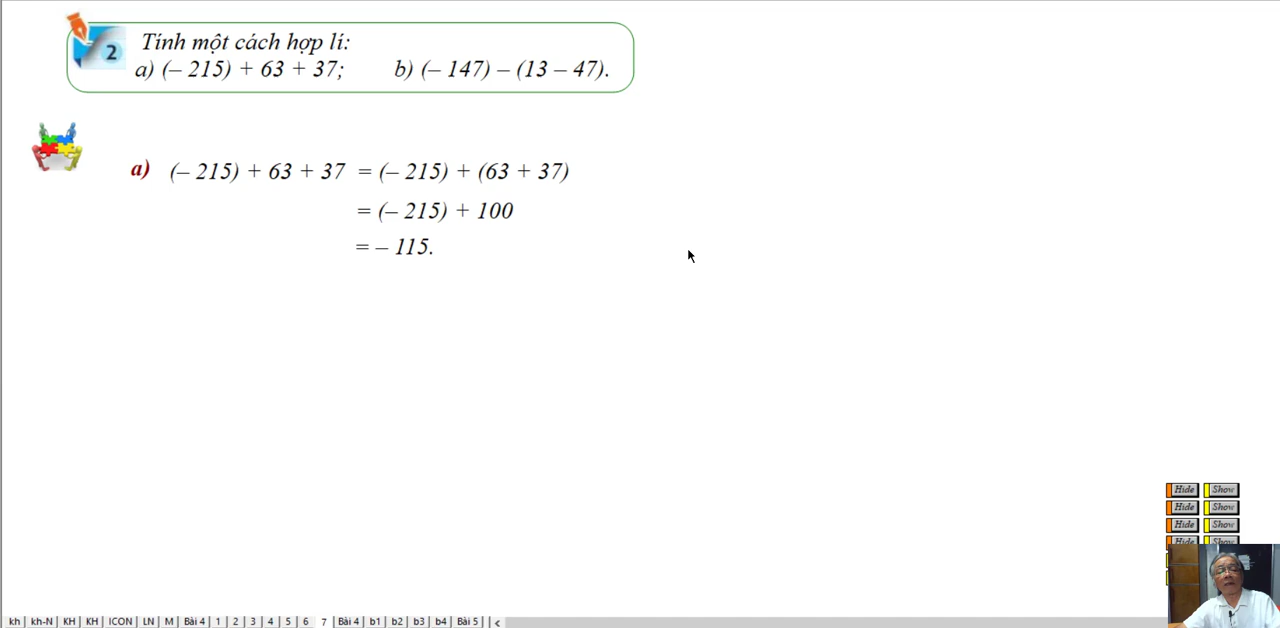 2
Tính một cách hợp lí:
a) (– 215) + 63 + 37; b) (– 147) – (13 – 47).
a) (– 215) + 63 + 37 = (– 215) + (63 + 37)
= (– 215) + 100
= – 115.
Hide Show
Hide Show
Hide Show
Hide Show
kh | kh-N | KH | KH | ICON | LN | M | Bài 4 | 1 | 2 | 3 | 4 | 5 | 6 | 7 | Bài 4 | b1 | b2 | b3 | b4 | Bài 5 | | <